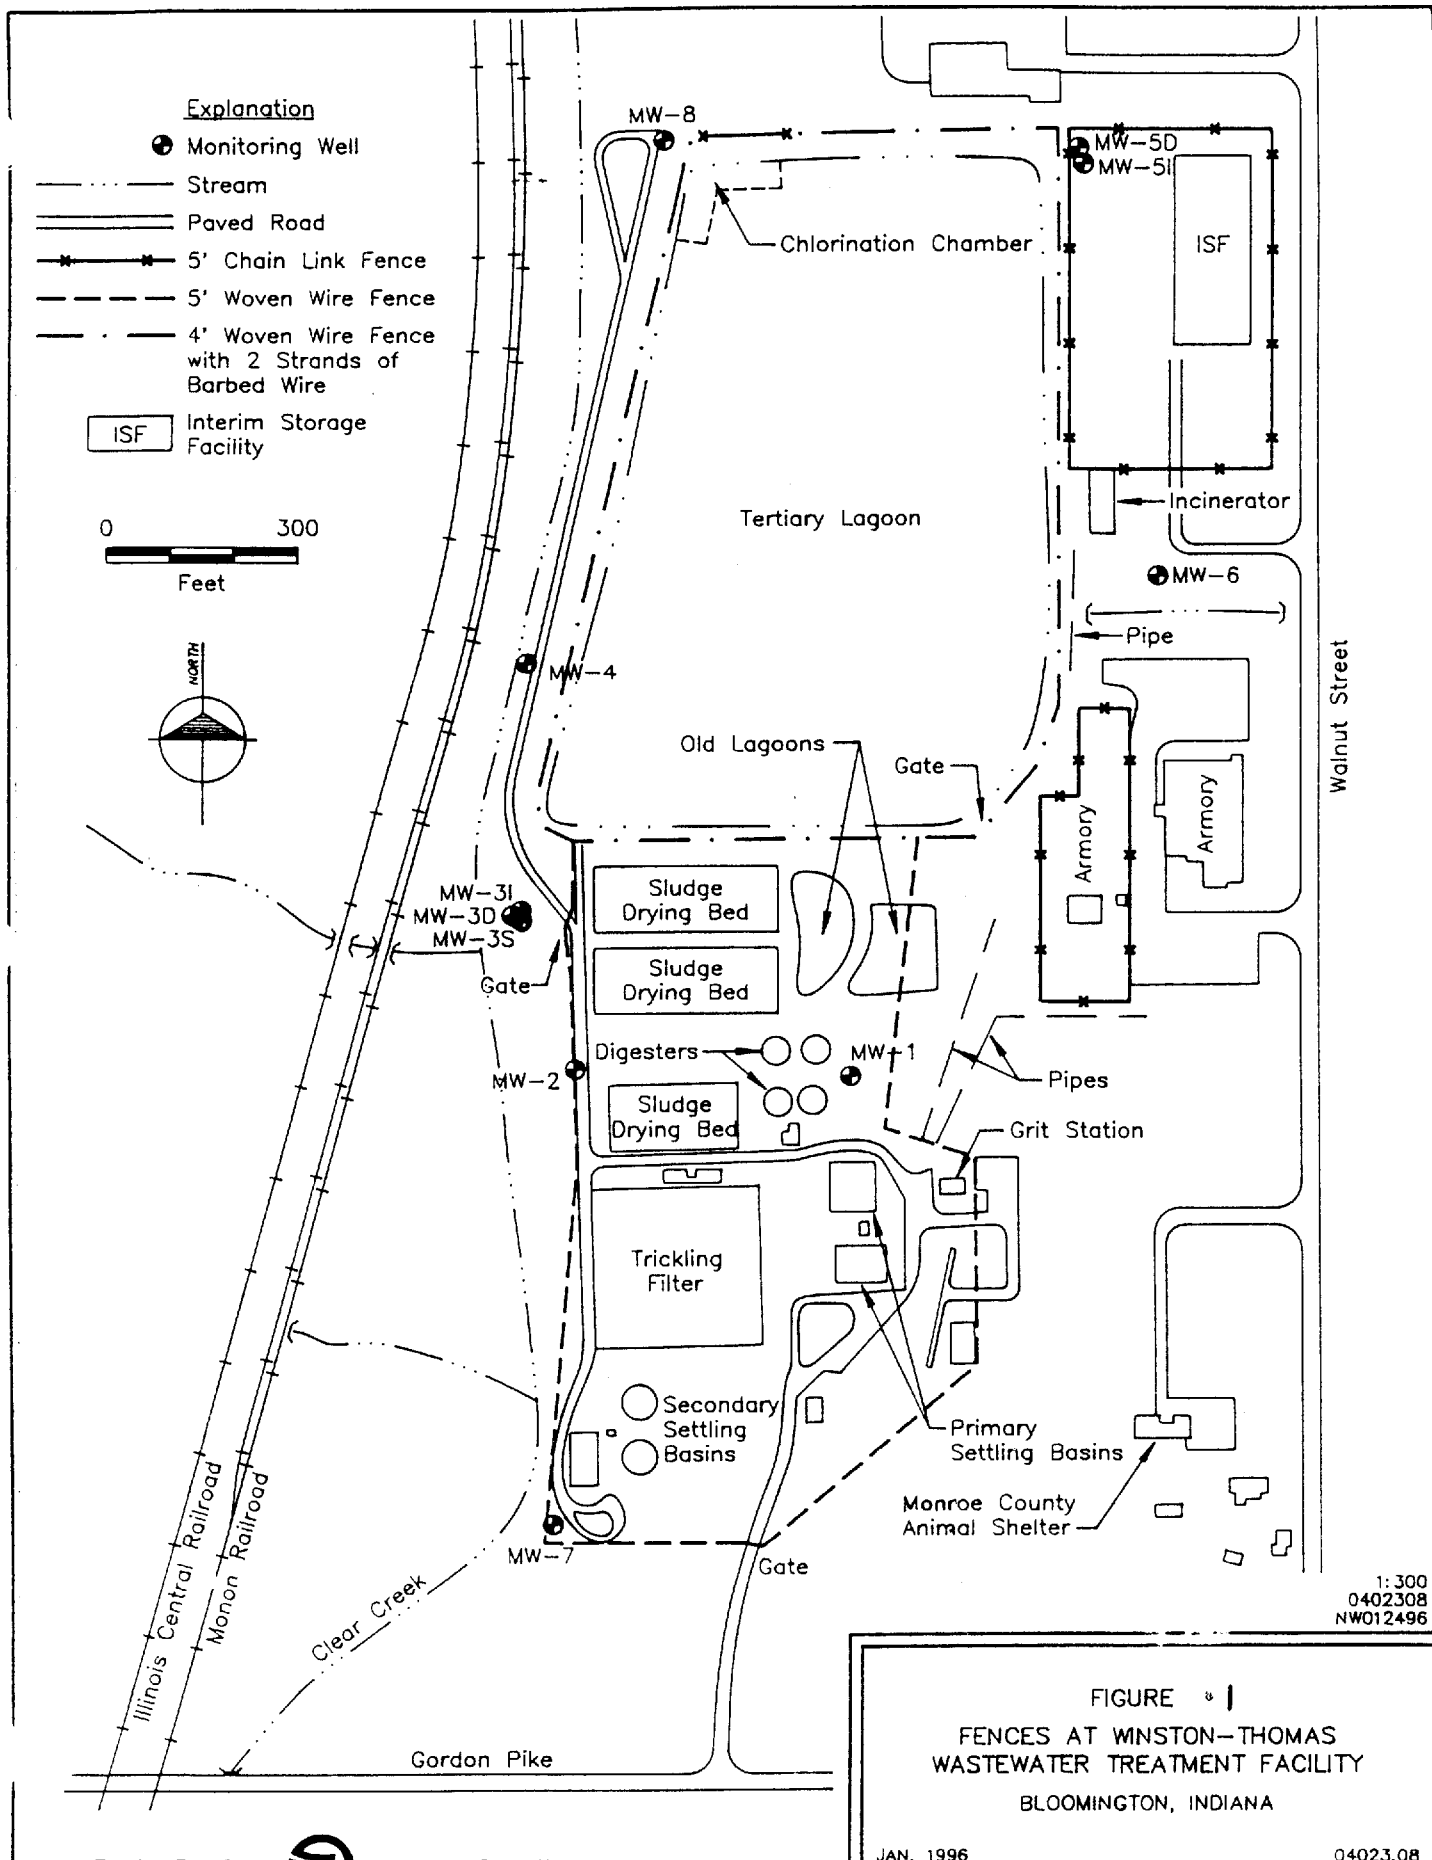 Explanation
Monitoring Well
Stream
Paved Road
5' Chain Link Fence
5' Woven Wire Fence
4' Woven Wire Fence
with 2 Strands of
Barbed Wire
ISF
Interim Storage
Facility
0 300
Feet
NORTH
MW-8
MW-5D
MW-5I
ISF
Chlorination Chamber
Tertiary Lagoon
Incinerator
MW-6
Pipe
MW-4
Walnut Street
Old Lagoons
Gate
Armory
Armory
Sludge
Drying Bed
MW-3I
MW-3D
MW-3S
Gate
Sludge
Drying Bed
Digesters
MW-1
MW-2
Pipes
Sludge
Drying Bed
Grit Station
Trickling
Filter
Secondary
Settling
Basins
Primary
Settling Basins
Monroe County
Animal Shelter
MW-7
Gate
Illinois Central Railroad
Monon Railroad
Clear Creek
Gordon Pike
1:300
0402308
NW012496
FIGURE 1
FENCES AT WINSTON-THOMAS
WASTEWATER TREATMENT FACILITY
BLOOMINGTON, INDIANA
JAN. 1996 04023.08